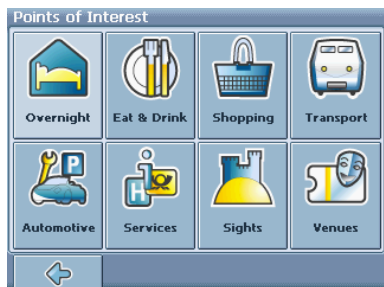 Points of Interest
Overnight
Eat & Drink
Shopping
Transport
P
H
Automotive
Services
Sights
Venues